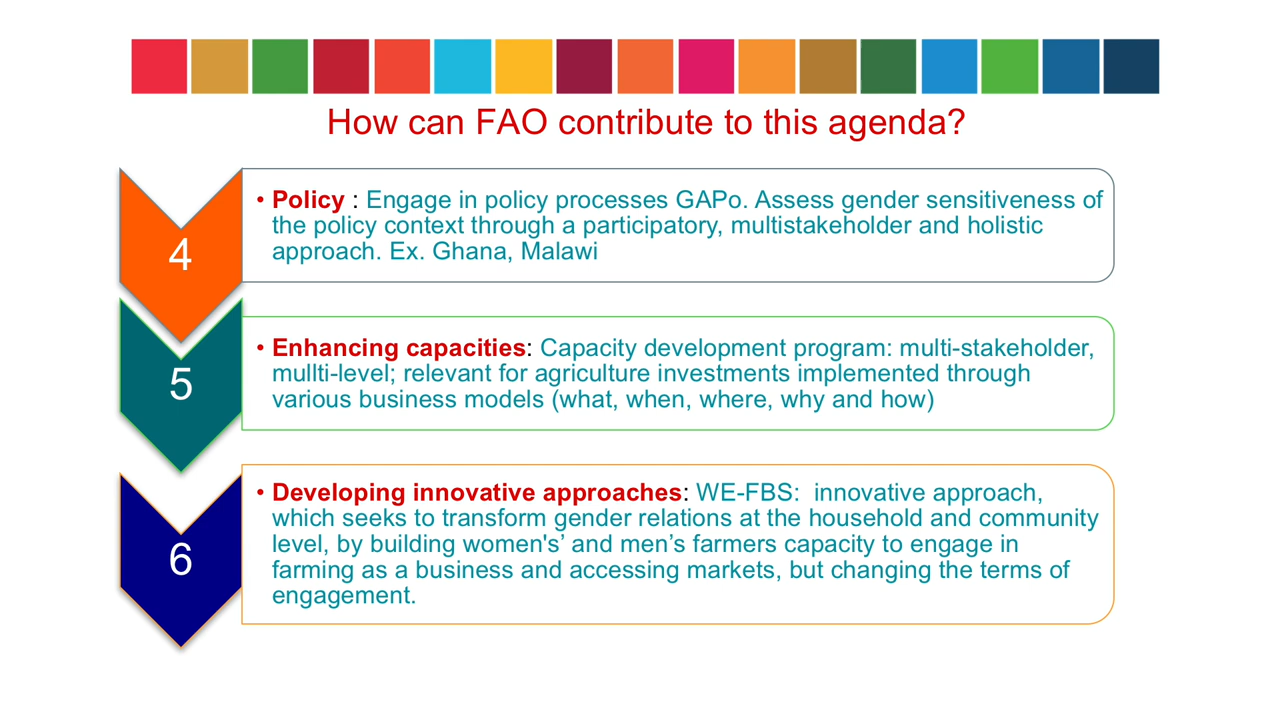 How can FAO contribute to this agenda?
4
• Policy : Engage in policy processes GAPo. Assess gender sensitiveness of
the policy context through a participatory, multistakeholder and holistic
approach. Ex. Ghana, Malawi
5
• Enhancing capacities: Capacity development program: multi-stakeholder,
mullti-level; relevant for agriculture investments implemented through
various business models (what, when, where, why and how)
6
• Developing innovative approaches: WE-FBS:  innovative approach,
which seeks to transform gender relations at the household and community
level, by building women's’ and men’s farmers capacity to engage in
farming as a business and accessing markets, but changing the terms of
engagement.